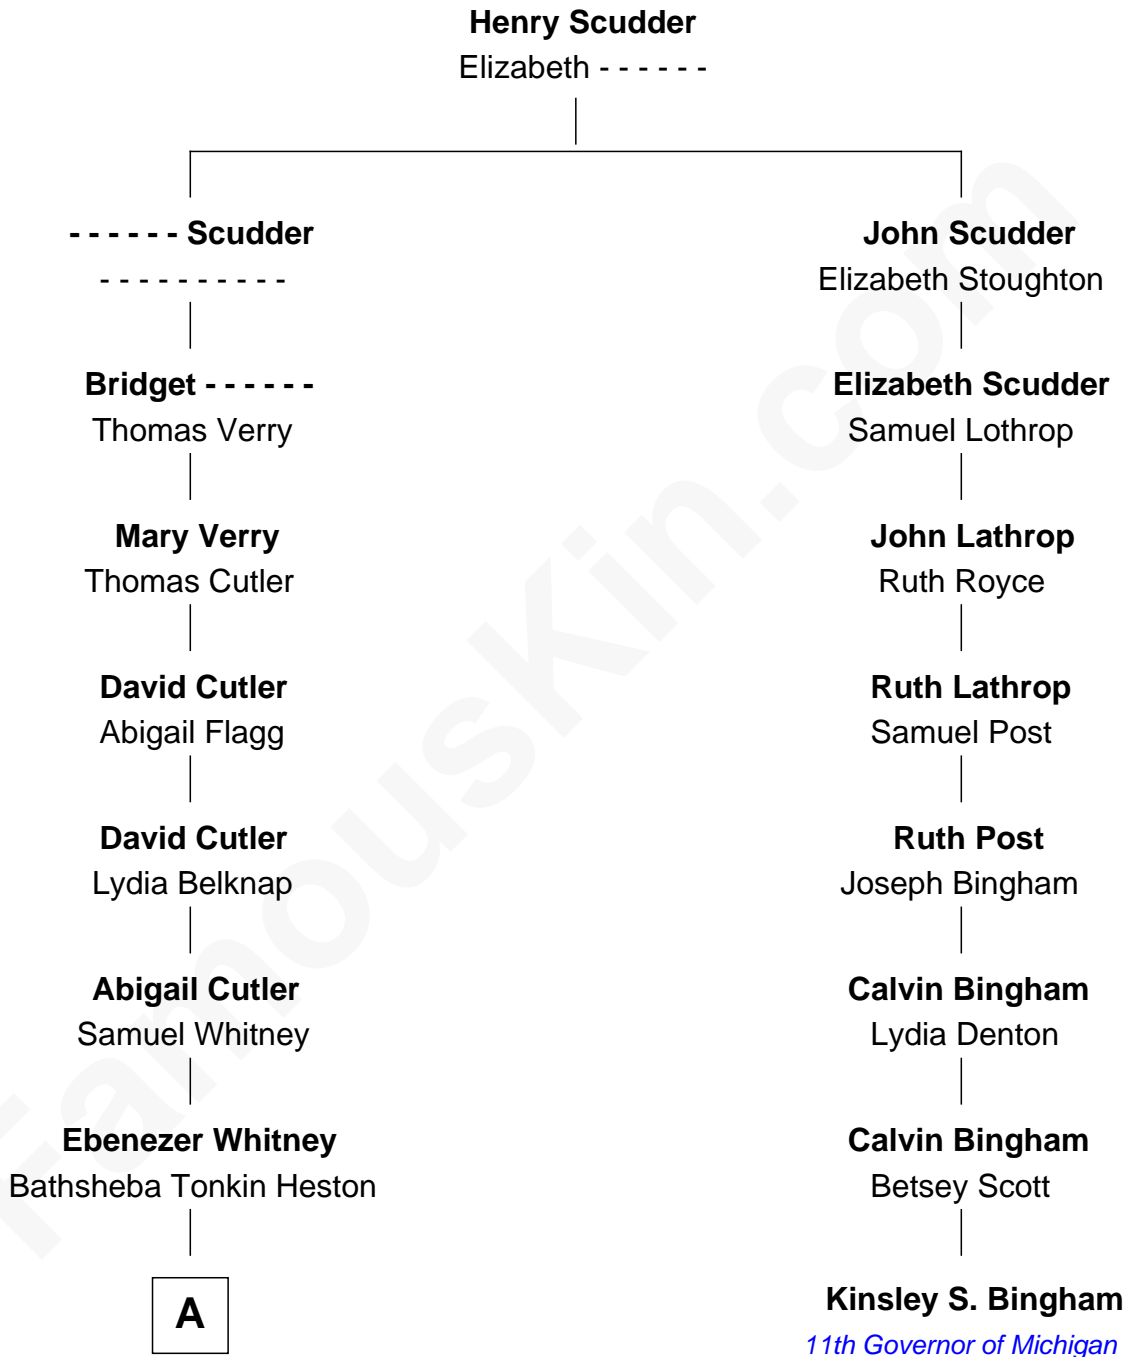 Henry Scudder
Elizabeth - - - - - -
- - - - - - Scudder
- - - - - - - - - -
Bridget - - - - - -
Thomas Verry
Mary Verry
Thomas Cutler
David Cutler
Abigail Flagg
David Cutler
Lydia Belknap
Abigail Cutler
Samuel Whitney
Ebenezer Whitney
Bathsheba Tonkin Heston
A
John Scudder
Elizabeth Stoughton
Elizabeth Scudder
Samuel Lothrop
John Lathrop
Ruth Royce
Ruth Lathrop
Samuel Post
Ruth Post
Joseph Bingham
Calvin Bingham
Lydia Denton
Calvin Bingham
Betsey Scott
Kinsley S. Bingham
11th Governor of Michigan
FamousKin.com